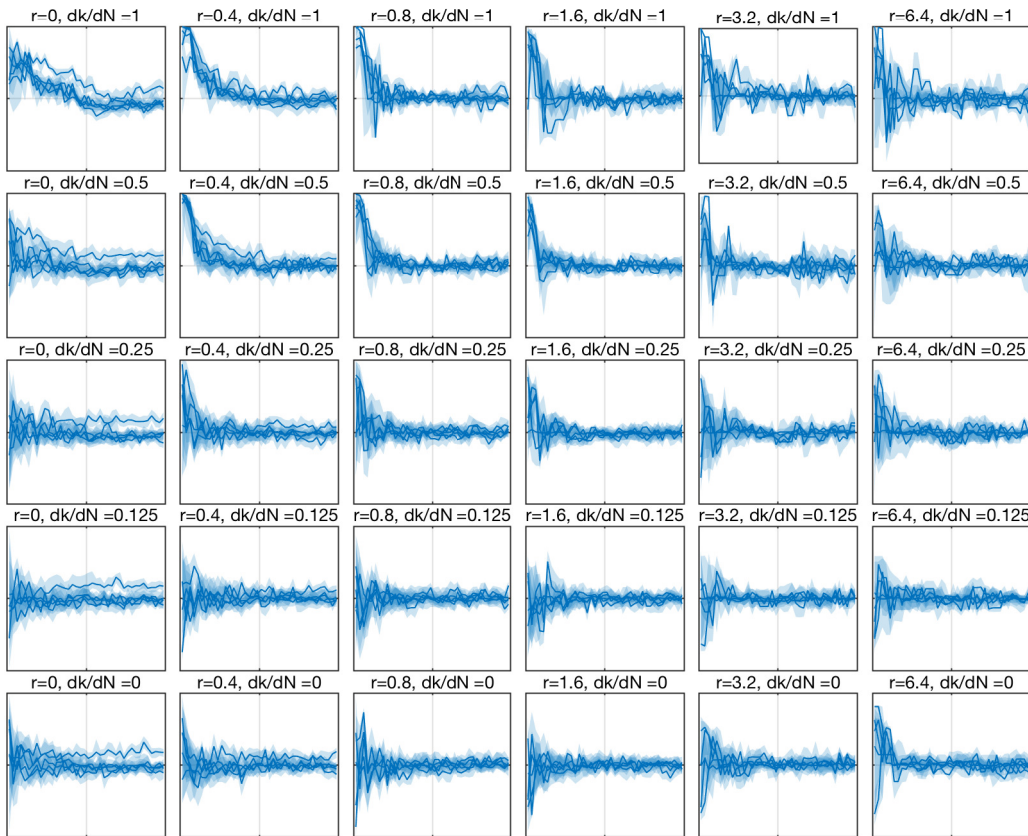 r=0, dk/dN =1
r=0.4, dk/dN =1
r=0.8, dk/dN =1
r=1.6, dk/dN =1
r=3.2, dk/dN =1
r=6.4, dk/dN =1
r=0, dk/dN =0.5
r=0.4, dk/dN =0.5
r=0.8, dk/dN =0.5
r=1.6, dk/dN =0.5
r=3.2, dk/dN =0.5
r=6.4, dk/dN =0.5
r=0, dk/dN =0.25
r=0.4, dk/dN =0.25
r=0.8, dk/dN =0.25
r=1.6, dk/dN =0.25
r=3.2, dk/dN =0.25
r=6.4, dk/dN =0.25
r=0, dk/dN =0.125
r=0.4, dk/dN =0.125
r=0.8, dk/dN =0.125
r=1.6, dk/dN =0.125
r=3.2, dk/dN =0.125
r=6.4, dk/dN =0.125
r=0, dk/dN =0
r=0.4, dk/dN =0
r=0.8, dk/dN =0
r=1.6, dk/dN =0
r=3.2, dk/dN =0
r=6.4, dk/dN =0